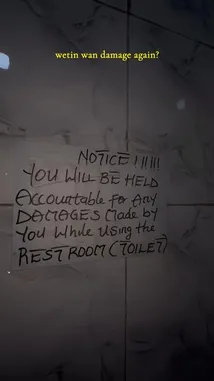 wetin wan damage again?
NOTICE !!!!!!
YOU WILL BE HELD
Accountable for Any
DAMAGES Made by
You While Using the
RESTROOM (TOILET)